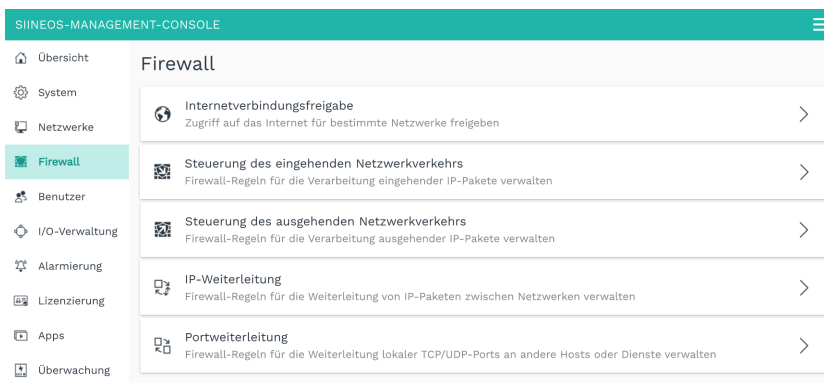 SIINEOS-MANAGEMENT-CONSOLE
Übersicht
System
Netzwerke
Firewall
Benutzer
I/O-Verwaltung
Alarmierung
Lizenzierung
Apps
Überwachung
Firewall
Internetverbindungsfreigabe
Zugriff auf das Internet für bestimmte Netzwerke freigeben
Steuerung des eingehenden Netzwerkverkehrs
Firewall-Regeln für die Verarbeitung eingehender IP-Pakete verwalten
Steuerung des ausgehenden Netzwerkverkehrs
Firewall-Regeln für die Verarbeitung ausgehender IP-Pakete verwalten
IP-Weiterleitung
Firewall-Regeln für die Weiterleitung von IP-Paketen zwischen Netzwerken verwalten
Portweiterleitung
Firewall-Regeln für die Weiterleitung lokaler TCP/UDP-Ports an andere Hosts oder Dienste verwalten